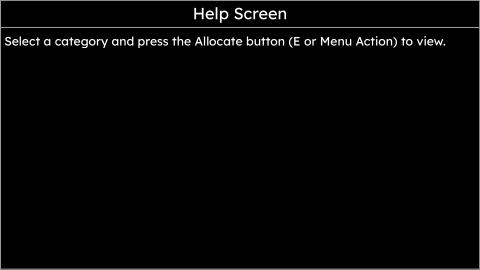 Help Screen
Select a category and press the Allocate button (E or Menu Action) to view.